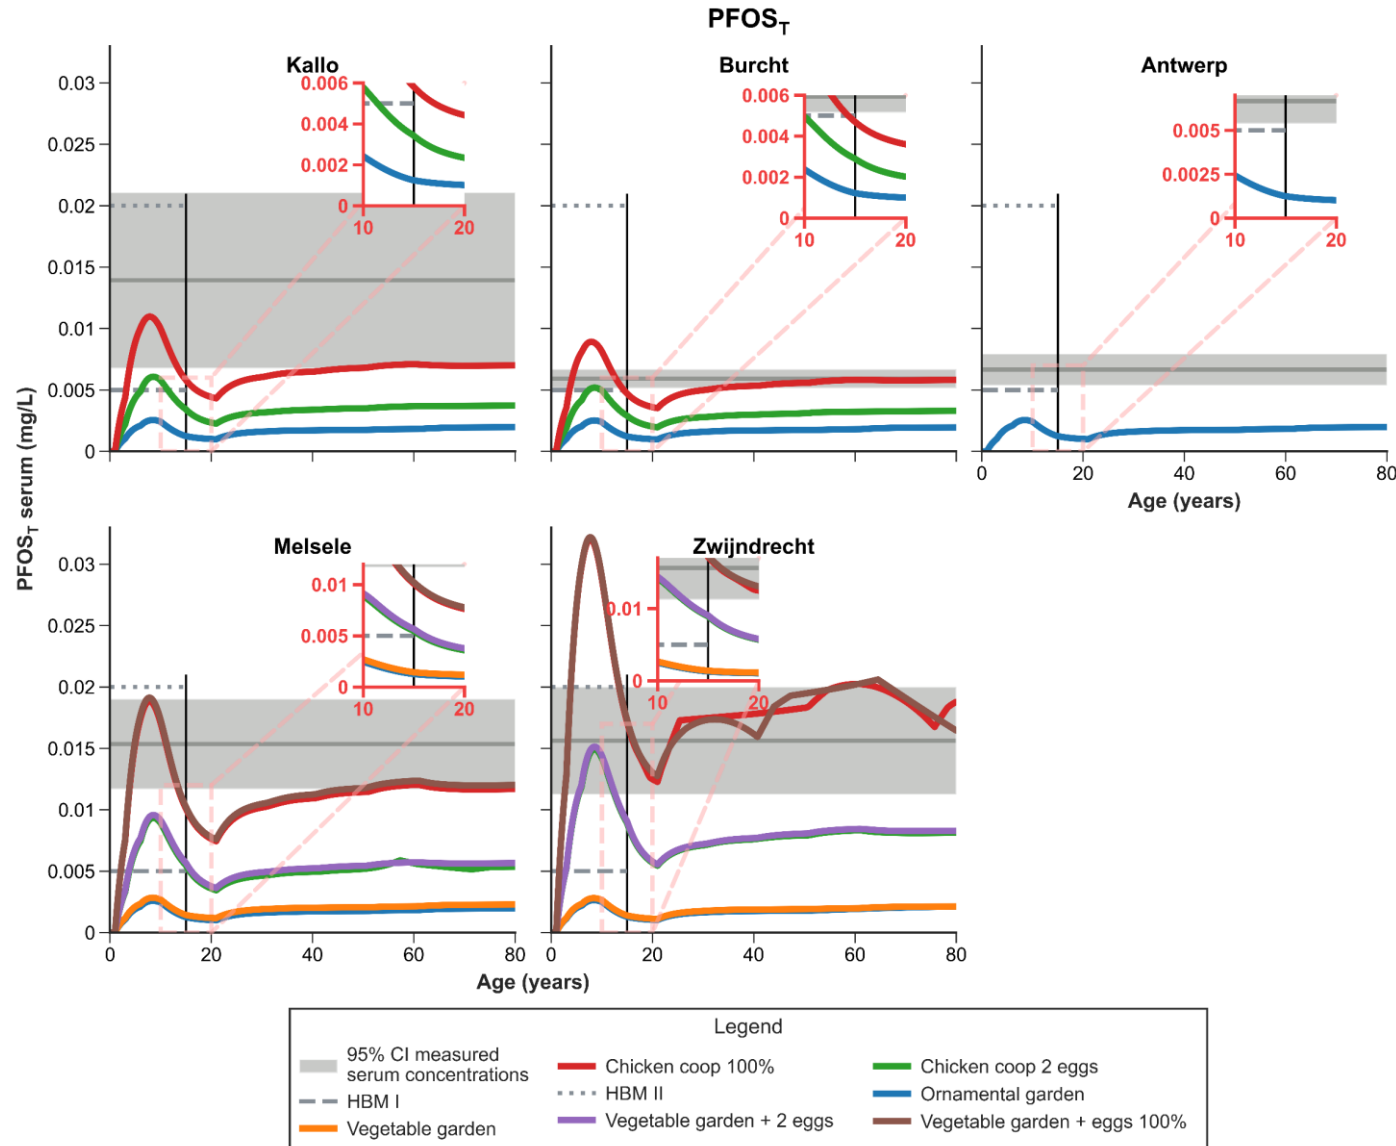 PFOST
Kallo
Burcht
Antwerp
0.03
0.025
0.02
0.015
0.01
0.005
0
0.006
0.004
0.002
0
10
20
0.006
0.004
0.002
0
10
20
0.005
0.0025
0
10
20
0
20
40
60
80
Age (years)
PFOST serum (mg/L)
Melsele
Zwijndrecht
0.03
0.025
0.02
0.015
0.01
0.005
0
0.01
0.005
0
10
20
0.01
0
10
20
0
20
40
60
80
0
20
40
60
80
Age (years)
Legend
95% CI measured
serum concentrations
HBM I
Vegetable garden
Chicken coop 100%
HBM II
Vegetable garden + 2 eggs
Chicken coop 2 eggs
Ornamental garden
Vegetable garden + eggs 100%